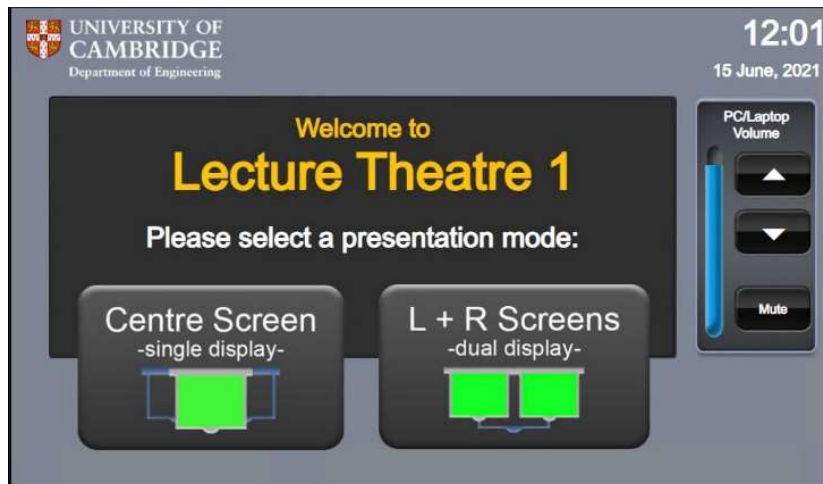 UNIVERSITY OF
CAMBRIDGE
Department of Engineering
12:01
15 June, 2021
Welcome to
Lecture Theatre 1
Please select a presentation mode:
Centre Screen
-single display-
L + R Screens
-dual display-
PC/Laptop
Volume
Mute